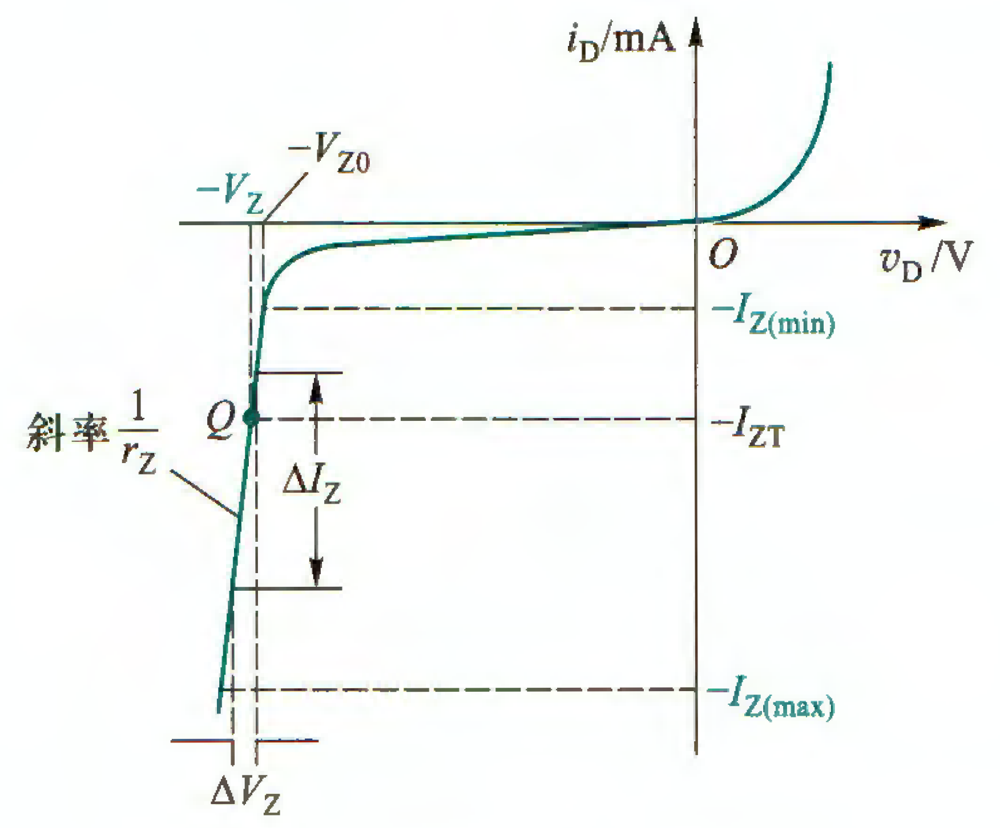 i_D/mA
−V_Z0
−V_Z
O
v_D/V
−I_Z(min)
Q
−I_ZT
斜率 1/r_Z
ΔI_Z
−I_Z(max)
ΔV_Z